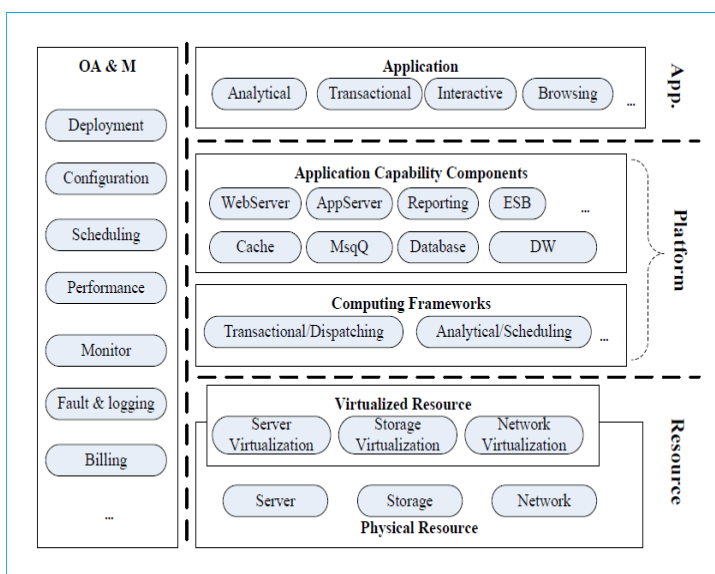 OA & M
Deployment
Configuration
Scheduling
Performance
Monitor
Fault & logging
Billing
...
Application
Analytical
Transactional
Interactive
Browsing
...
App.
Application Capability Components
WebServer
AppServer
Reporting
ESB
...
Cache
MsqQ
Database
DW
Computing Frameworks
Transactional/Dispatching
Analytical/Scheduling
...
Platform
Virtualized Resource
Server
Virtualization
Storage
Virtualization
Network
Virtualization
Server
Storage
Network
Physical Resource
Resource